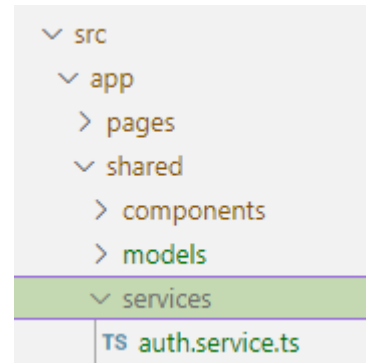 src
app
pages
shared
components
models
services
TS auth.service.ts